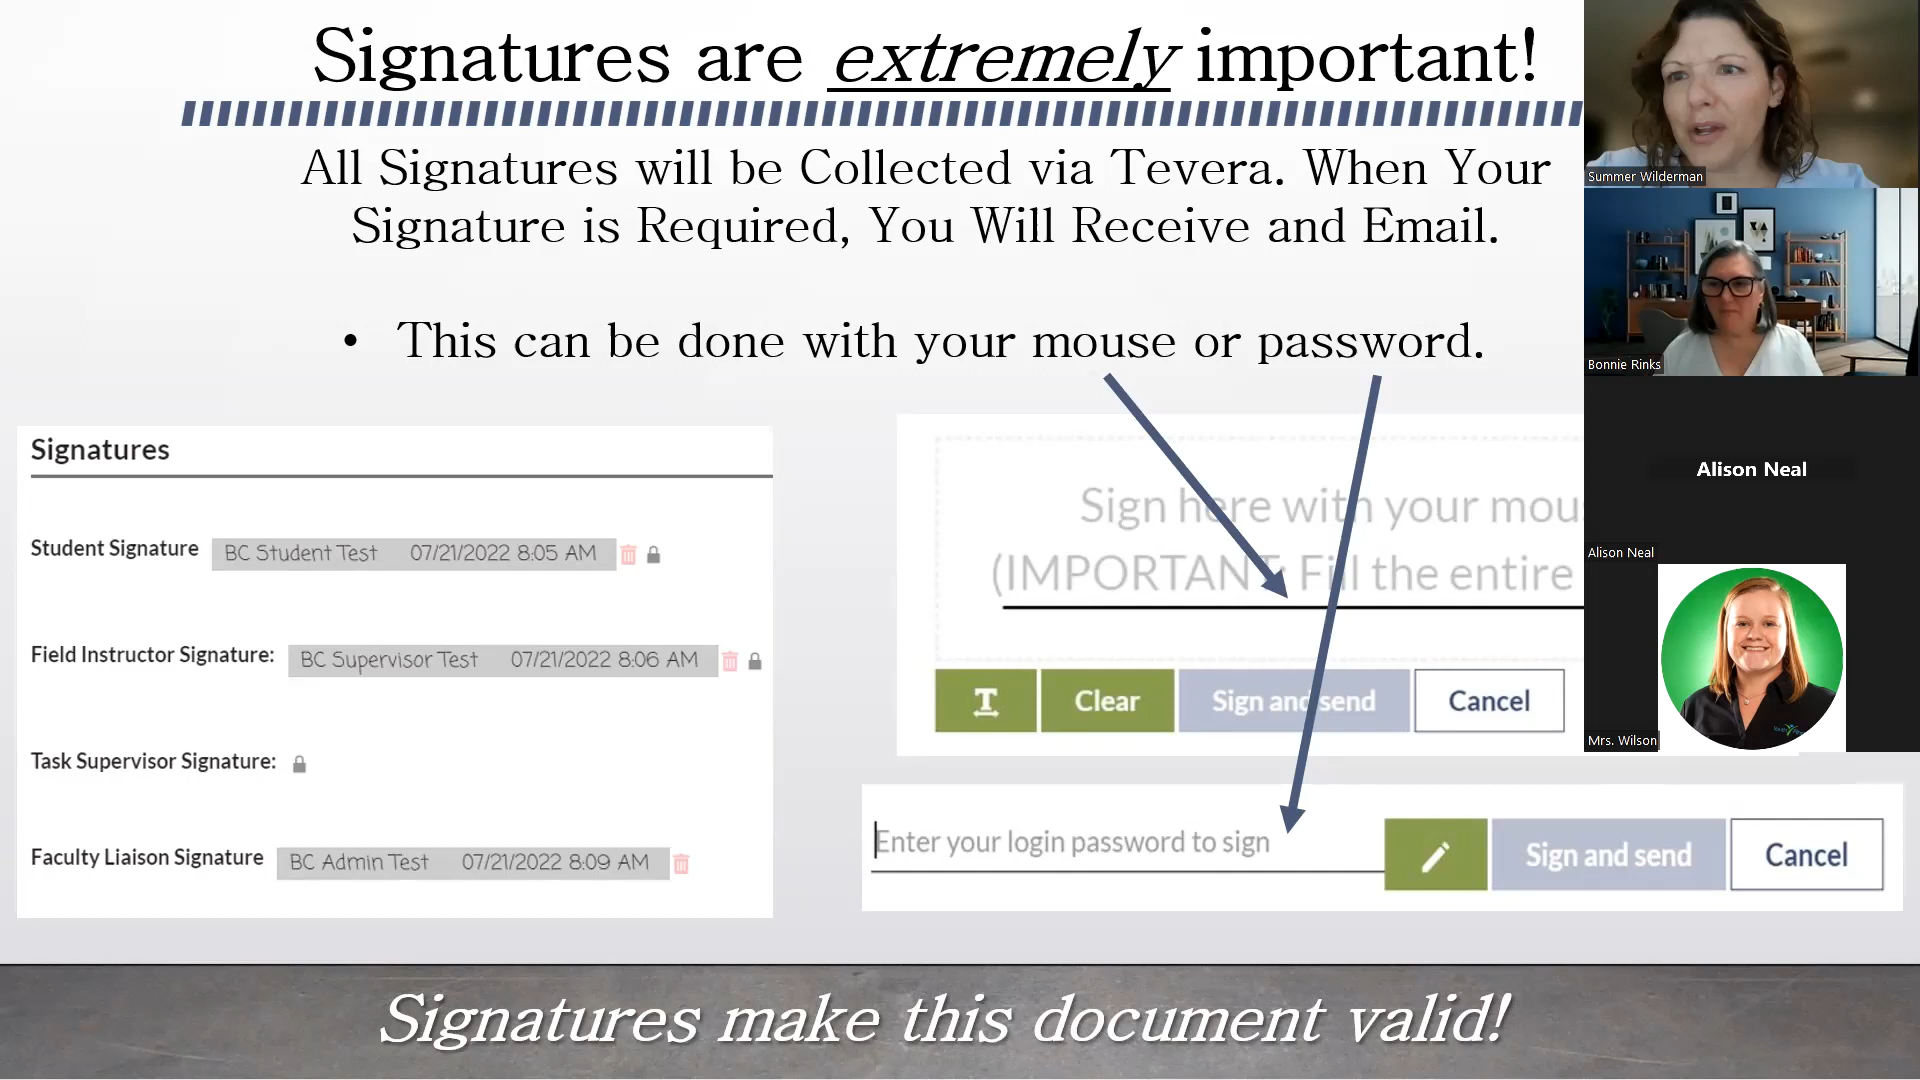 Signatures are extremely important!
All Signatures will be Collected via Tevera. When Your
Signature is Required, You Will Receive and Email.
• This can be done with your mouse or password.
Signatures
Student Signature BC Student Test 07/21/2022 8:05 AM
Field Instructor Signature: BC Supervisor Test 07/21/2022 8:06 AM
Task Supervisor Signature:
Faculty Liaison Signature BC Admin Test 07/21/2022 8:09 AM
Sign here with your mou
(IMPORTANT: Fill the entire
T Clear Sign and send Cancel
Enter your login password to sign Sign and send Cancel
Signatures make this document valid!
Summer Wilderman
Bonnie Rinks
Alison Neal
Alison Neal
Mrs. Wilson